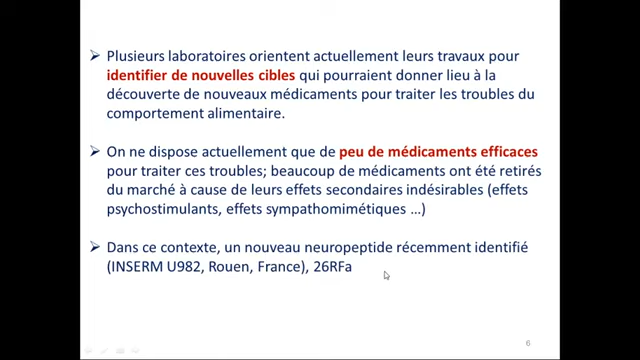 ➢ Plusieurs laboratoires orientent actuellement leurs travaux pour
identifier de nouvelles cibles qui pourraient donner lieu à la
découverte de nouveaux médicaments pour traiter les troubles du
comportement alimentaire.
➢ On ne dispose actuellement que de peu de médicaments efficaces
pour traiter ces troubles; beaucoup de médicaments ont été retirés
du marché à cause de leurs effets secondaires indésirables (effets
psychostimulants, effets sympathomimétiques …)
➢ Dans ce contexte, un nouveau neuropeptide récemment identifié
(INSERM U982, Rouen, France), 26RFa
6